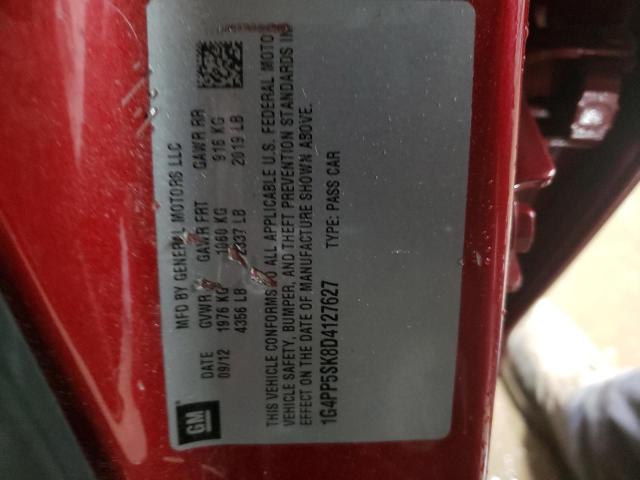 GM
MFD BY GENERAL MOTORS LLC
DATE GVWR GAWR FRT GAWR RR
09/12 1976 KG 1060 KG 916 KG
4356 LB 2337 LB 2019 LB
THIS VEHICLE CONFORMS TO ALL APPLICABLE U.S. FEDERAL MOTO
VEHICLE SAFETY, BUMPER, AND THEFT PREVENTION STANDARDS IN
EFFECT ON THE DATE OF MANUFACTURE SHOWN ABOVE.
1G4PP5SK8D4127627 TYPE: PASS CAR